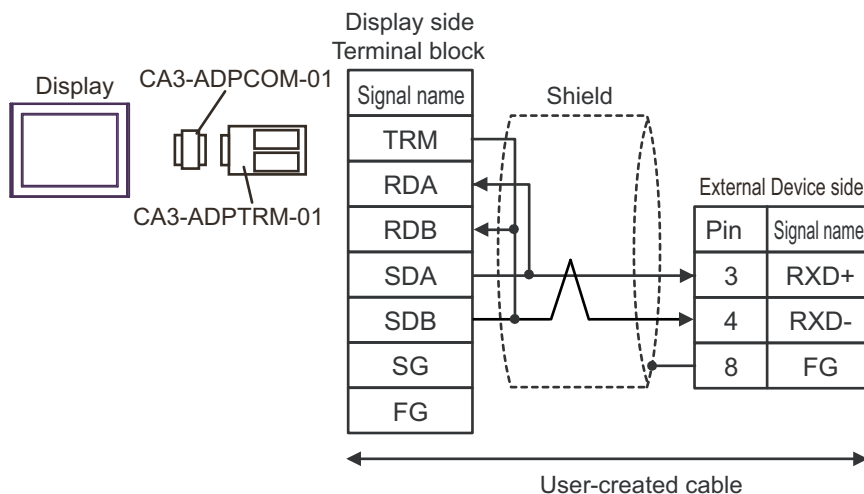 Display side
Terminal block
Display
CA3-ADPCOM-01
CA3-ADPTRM-01
Signal name
TRM
RDA
RDB
SDA
SDB
SG
FG
Shield
External Device side
Pin Signal name
3 RXD+
4 RXD-
8 FG
User-created cable